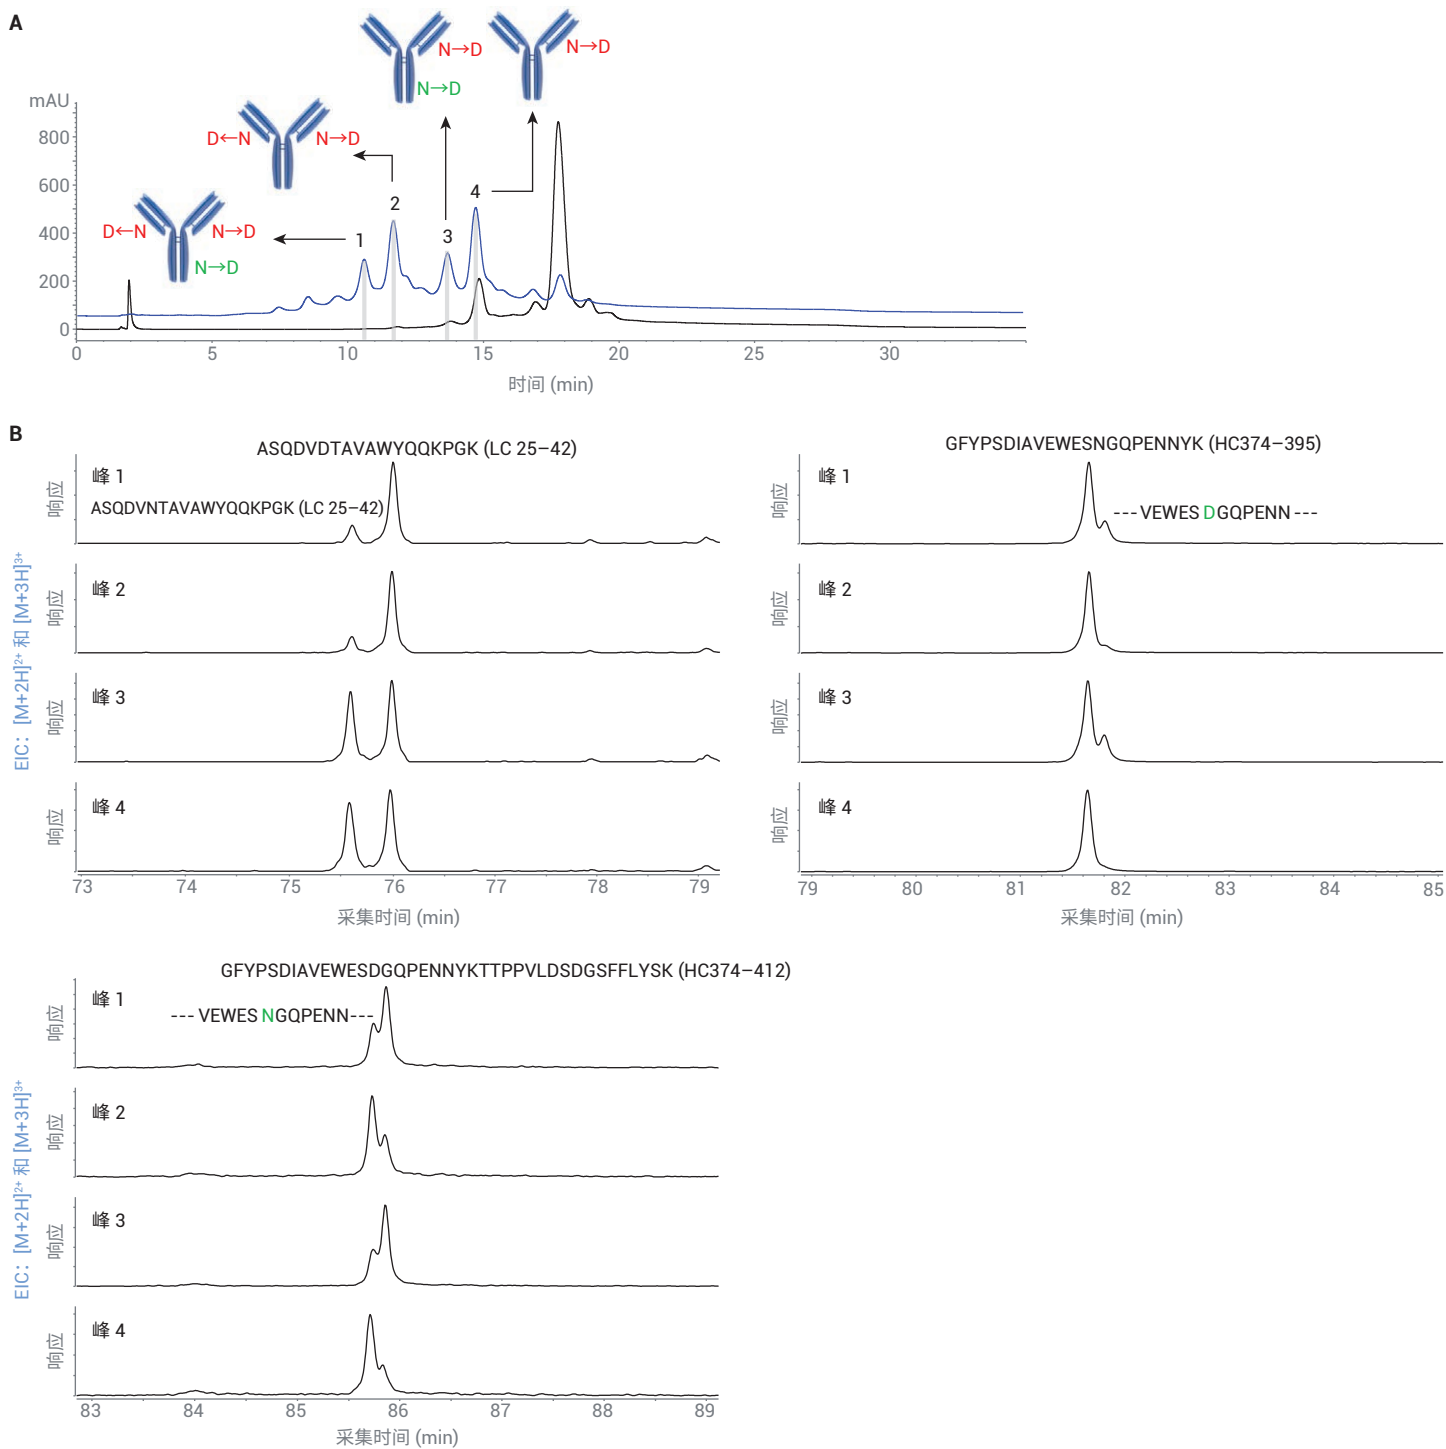 A
N→D
N→D
N→D
D←N
N→D
D←N
N→D
N→D
mAU
800
600
400
200
0
1
2
3
4
0
5
10
15
20
25
30
时间 (min)
B
EIC：[M+2H]²⁺ 和 [M+3H]³⁺
ASQDVDTAVAWYQQKPGK (LC 25–42)
峰 1
响应
ASQDVNTAVAWYQQKPGK (LC 25–42)
峰 2
响应
峰 3
响应
峰 4
响应
73
74
75
76
77
78
79
采集时间 (min)
GFYPSDIAVEWESNGQPENNYK (HC374–395)
峰 1
响应
--- VEWES DGQPENN ---
峰 2
响应
峰 3
响应
峰 4
响应
79
80
81
82
83
84
85
采集时间 (min)
EIC：[M+2H]²⁺ 和 [M+3H]³⁺
GFYPSDIAVEWESDGQPENNYKTTPPVLDSDGSFFLYSK (HC374–412)
峰 1
响应
--- VEWES NGQPENN---
峰 2
响应
峰 3
响应
峰 4
响应
83
84
85
86
87
88
89
采集时间 (min)